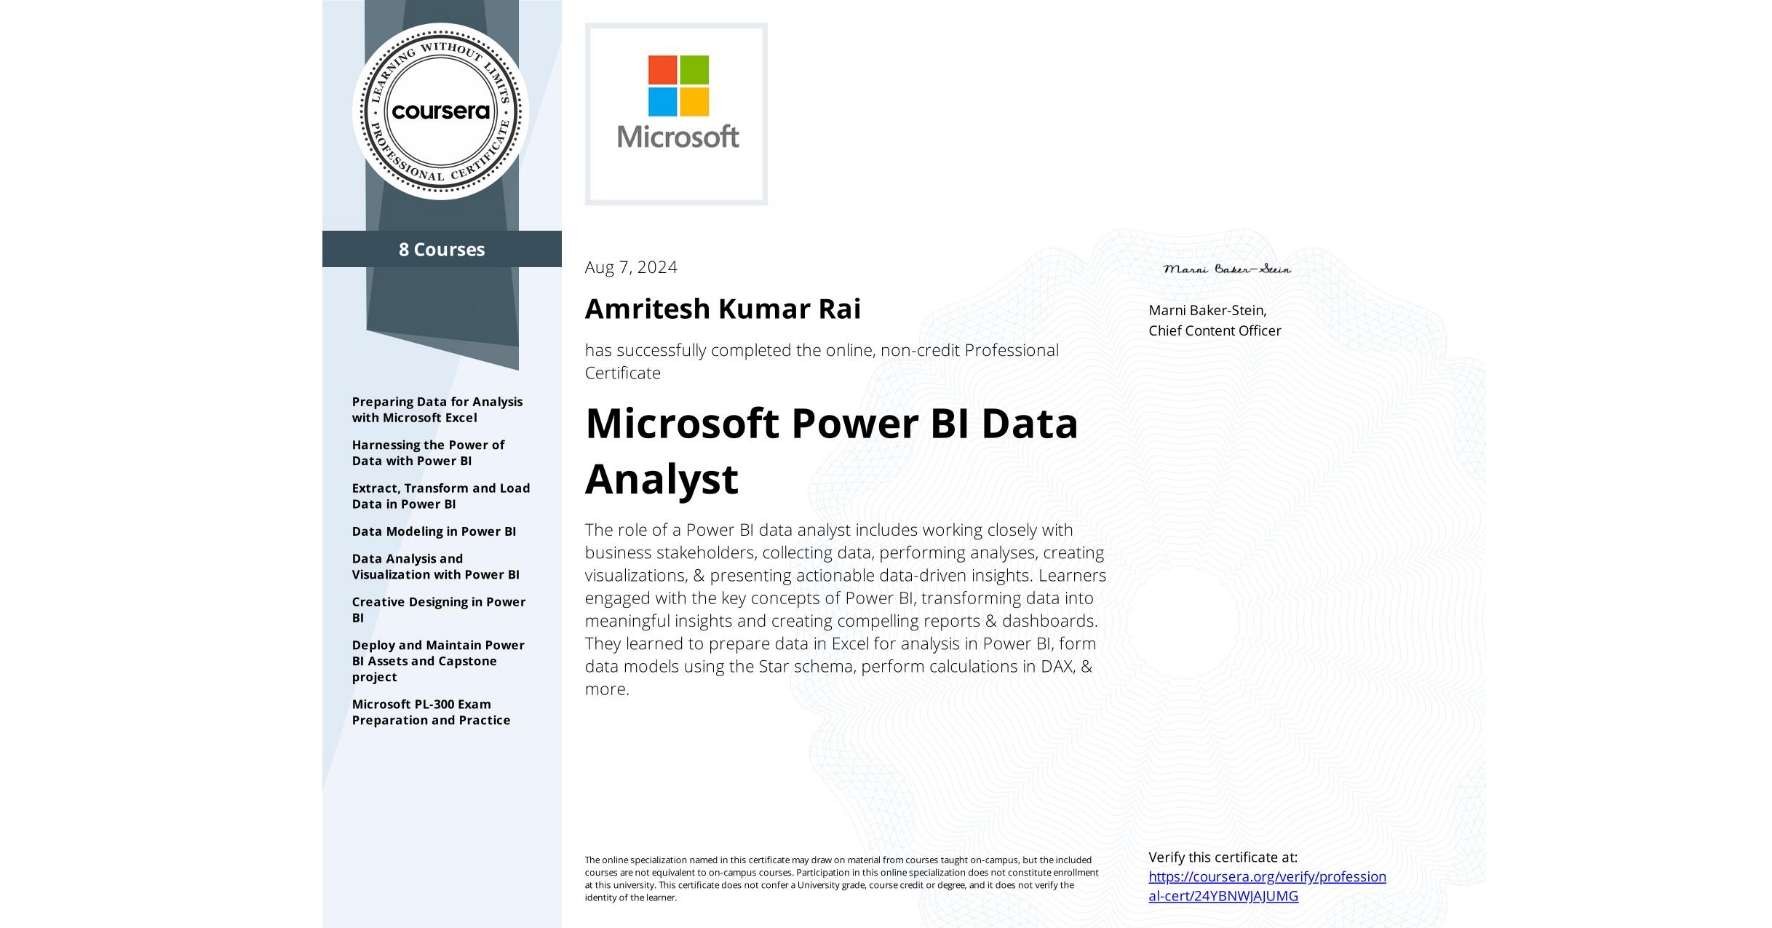 LEARNING WITHOUT LIMITS
coursera
PROFESSIONAL CERTIFICATE
8 Courses
Preparing Data for Analysis
with Microsoft Excel
Harnessing the Power of
Data with Power BI
Extract, Transform and Load
Data in Power BI
Data Modeling in Power BI
Data Analysis and
Visualization with Power BI
Creative Designing in Power
BI
Deploy and Maintain Power
BI Assets and Capstone
project
Microsoft PL-300 Exam
Preparation and Practice
Microsoft
Aug 7, 2024
Amritesh Kumar Rai
has successfully completed the online, non-credit Professional
Certificate
Microsoft Power BI Data
Analyst
The role of a Power BI data analyst includes working closely with
business stakeholders, collecting data, performing analyses, creating
visualizations, & presenting actionable data-driven insights. Learners
engaged with the key concepts of Power BI, transforming data into
meaningful insights and creating compelling reports & dashboards.
They learned to prepare data in Excel for analysis in Power BI, form
data models using the Star schema, perform calculations in DAX, &
more.
The online specialization named in this certificate may draw on material from courses taught on-campus, but the included
courses are not equivalent to on-campus courses. Participation in this online specialization does not constitute enrollment
at this university. This certificate does not confer a University grade, course credit or degree, and it does not verify the
identity of the learner.
Marni Baker-Stein
Marni Baker-Stein,
Chief Content Officer
Verify this certificate at:
https://coursera.org/verify/profession
al-cert/24YBNWJAJUMG